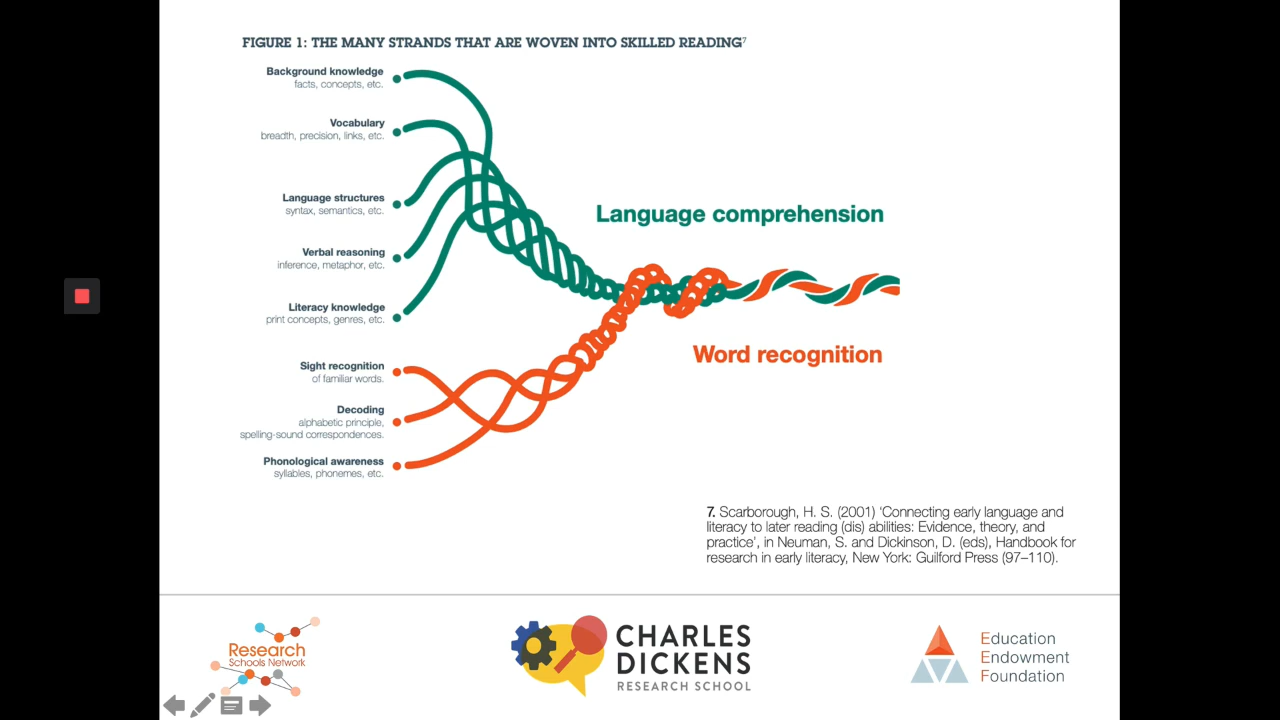 FIGURE 1: THE MANY STRANDS THAT ARE WOVEN INTO SKILLED READING7
Background knowledge
facts, concepts, etc.
Vocabulary
breadth, precision, links, etc.
Language structures
syntax, semantics, etc.
Verbal reasoning
inference, metaphor, etc.
Literacy knowledge
print concepts, genres, etc.
Sight recognition
of familiar words.
Decoding
alphabetic principle,
spelling-sound correspondences.
Phonological awareness
syllables, phonemes, etc.
Language comprehension
Word recognition
7. Scarborough, H. S. (2001) ‘Connecting early language and
literacy to later reading (dis) abilities: Evidence, theory, and
practice’, in Neuman, S. and Dickinson, D. (eds), Handbook for
research in early literacy, New York: Guilford Press (97–110).
Research
Schools Network
CHARLES
DICKENS
RESEARCH SCHOOL
Education
Endowment
Foundation